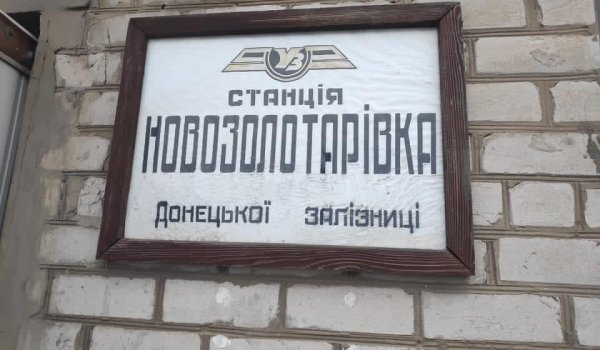 УЗ
СТАНЦІЯ
НОВОЗОЛОТАРІВКА
ДОНЕЦЬКОЇ ЗАЛІЗНИЦІ